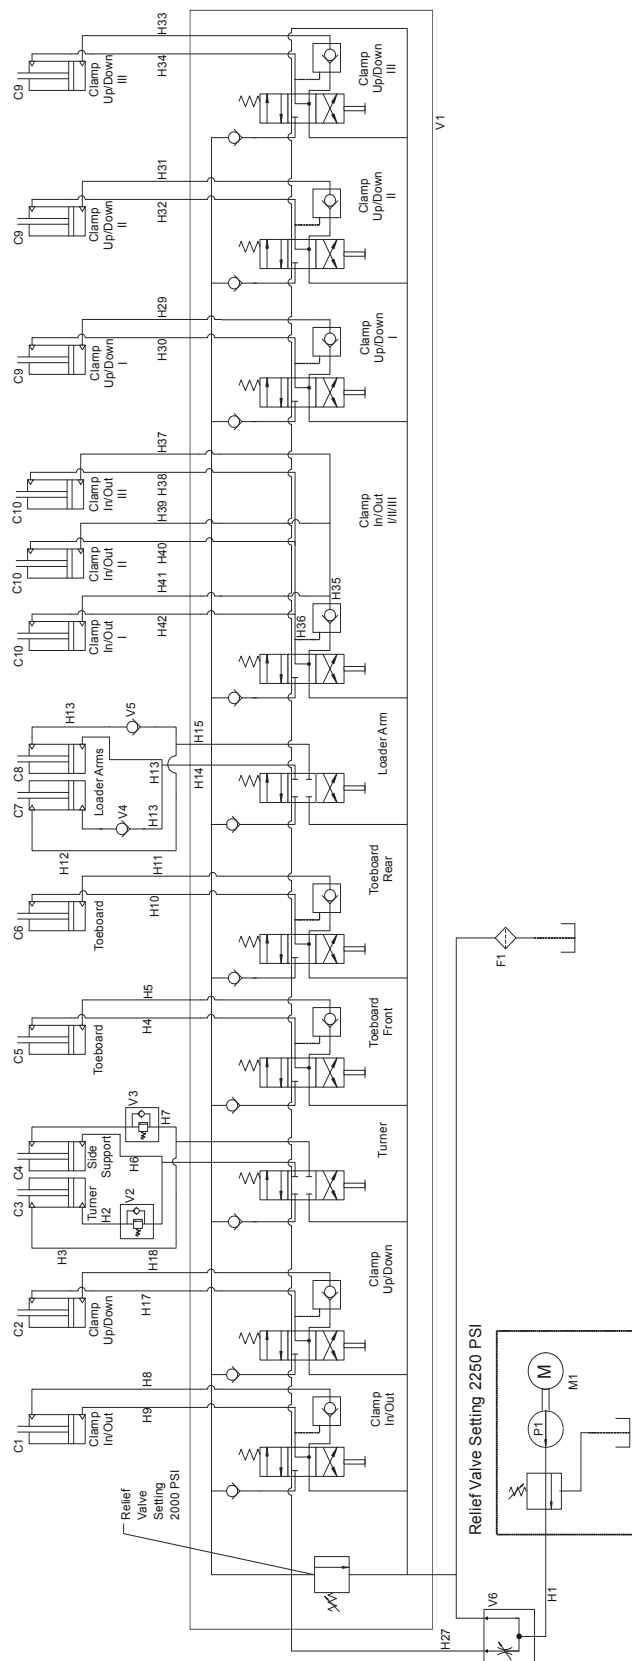 C9
Clamp
Up/Down
III
H33
H34
C9
Clamp
Up/Down
II
H31
H32
C9
Clamp
Up/Down
I
H29
H30
C10
Clamp
In/Out
III
H37
H38
C10
Clamp
In/Out
II
H39
H40
C10
Clamp
In/Out
I
H41
H42
C8
C7
Loader Arms
H13
V5
H13
V4
H13
H12
H15
H14
C6
Toeboard
H11
H10
C5
Toeboard
H5
H4
C4
Side
Support
C3
Turner
V3
H7
H6
V2
H2
H3
H18
C2
Clamp
Up/Down
H17
C1
Clamp
In/Out
H8
H9
Clamp
Up/Down
III
V1
Clamp
Up/Down
II
Clamp
Up/Down
I
Clamp
In/Out
I/II/III
H35
H36
Loader Arm
Toeboard
Rear
Toeboard
Front
Turner
Clamp
Up/Down
Clamp
In/Out
Relief
Valve
Setting
2000 PSI
F1
Relief Valve Setting 2250 PSI
M
M1
P1
V6
H1
H27